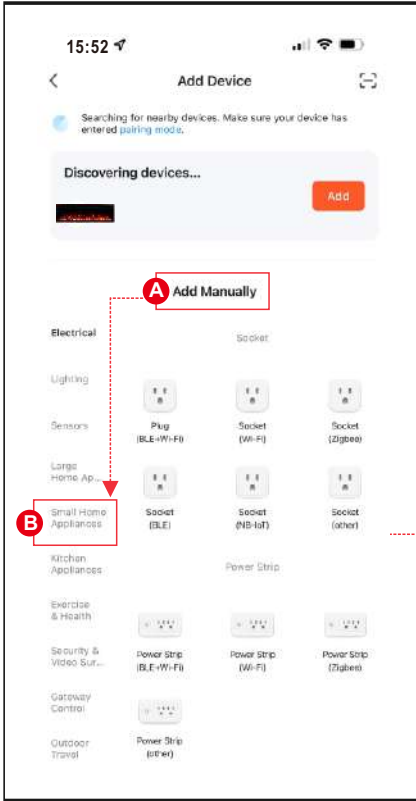 15:52
Add Device
Searching for nearby devices. Make sure your device has
entered pairing mode.
Discovering devices...
Add
A
Add Manually
Electrical
Socket
Lighting
Sensors
Plug
(BLE+Wi-Fi)
Socket
(Wi-Fi)
Socket
(Zigbee)
Large
Home Ap...
B
Small Home
Appliances
Socket
(BLE)
Socket
(NB-IoT)
Socket
(other)
Kitchen
Appliances
Power Strip
Exercise
& Health
Security &
Video Sur...
Power Strip
(BLE+Wi-Fi)
Power Strip
(Wi-Fi)
Power Strip
(Zigbee)
Gateway
Control
Outdoor
Travel
Power Strip
(other)